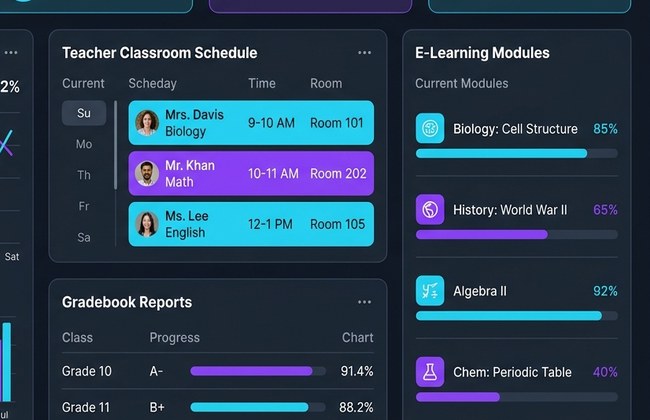 2%
Sat
ul
Teacher Classroom Schedule
Current Scheday Time Room
Su
Mo
Th
Fr
Sa
Mrs. Davis
Biology
9-10 AM Room 101
Mr. Khan
Math
10-11 AM Room 202
Ms. Lee
English
12-1 PM Room 105
Gradebook Reports
Class Progress Chart
Grade 10 A- 91.4%
Grade 11 B+ 88.2%
E-Learning Modules
Current Modules
Biology: Cell Structure 85%
History: World War II 65%
Algebra II 92%
Chem: Periodic Table 40%